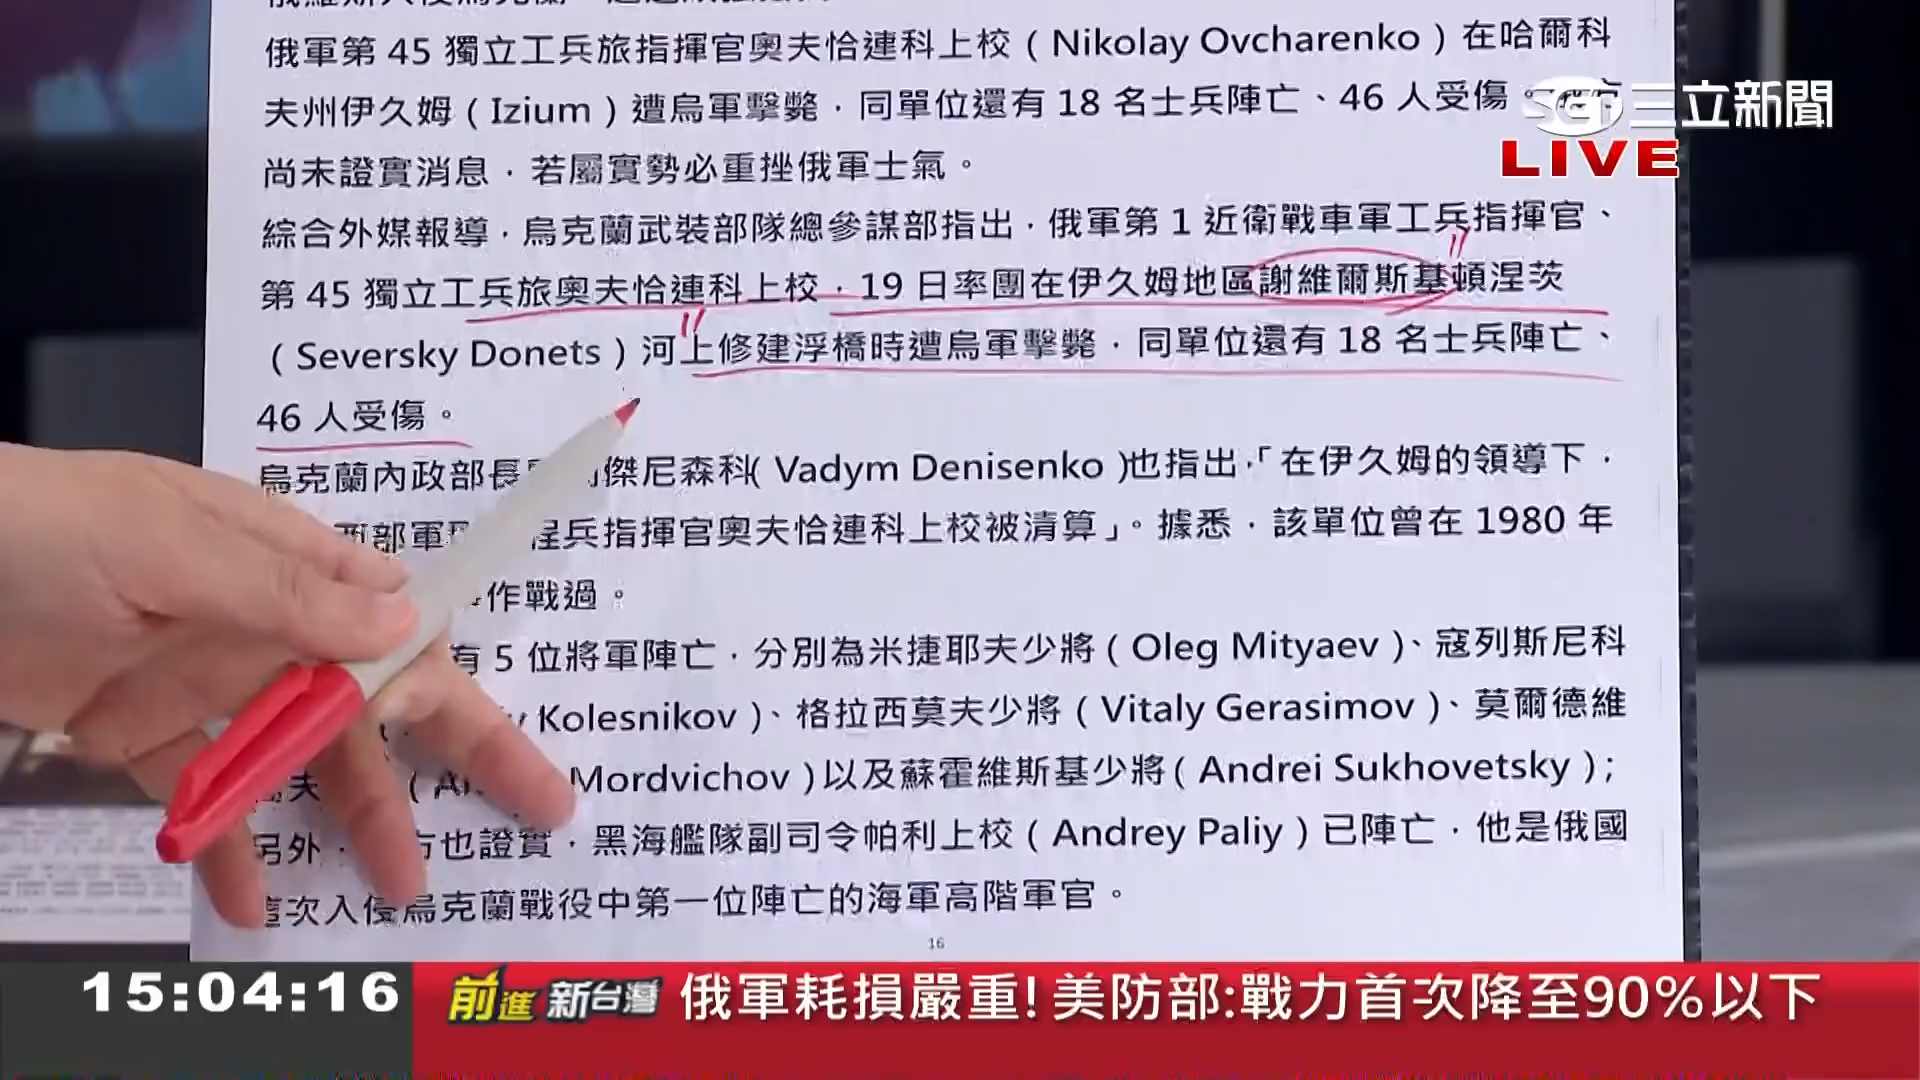 俄軍第 45 獨立工兵旅指揮官奧夫恰連科上校（Nikolay Ovcharenko）在哈爾科
夫州伊久姆（Izium）遭烏軍擊斃，同單位還有 18 名士兵陣亡、46 人受傷。
三立新聞
LIVE
尚未證實消息，若屬實勢必重挫俄軍士氣。
綜合外媒報導，烏克蘭武裝部隊總參謀部指出，俄軍第 1 近衛戰車軍工兵指揮官、
第 45 獨立工兵旅奧夫恰連科上校，19 日率團在伊久姆地區謝維爾斯基頓涅茨
（Seversky Donets）河上修建浮橋時遭烏軍擊斃，同單位還有 18 名士兵陣亡、
46 人受傷。
烏克蘭內政部長 傑尼森科（Vadym Denisenko）也指出，「在伊久姆的領導下，
部軍 程兵指揮官奧夫恰連科上校被清算」。據悉，該單位曾在 1980 年
作戰過。
有 5 位將軍陣亡，分別為米捷耶夫少將（Oleg Mityaev）、寇列斯尼科
Kolesnikov）、格拉西莫夫少將（Vitaly Gerasimov）、莫爾德維
夫 Mordvichov）以及蘇霍維斯基少將（Andrei Sukhovetsky）；
另外， 方也證實，黑海艦隊副司令帕利上校（Andrey Paliy）已陣亡，他是俄國
這次入侵烏克蘭戰役中第一位陣亡的海軍高階軍官。
16
15:04:16
前進新台灣
俄軍耗損嚴重!美防部:戰力首次降至90%以下